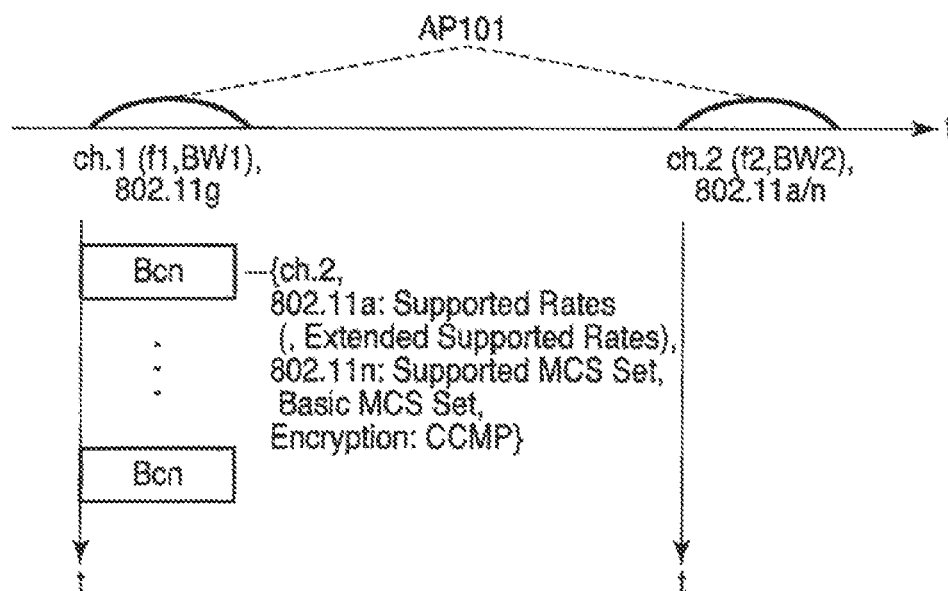 AP101
f
ch.1 (f1,BW1),
802.11g
ch.2 (f2,BW2),
802.11a/n
Bcn
{ch.2,
802.11a: Supported Rates
(, Extended Supported Rates),
802.11n: Supported MCS Set,
Basic MCS Set,
Encryption: CCMP}
Bcn
t
t